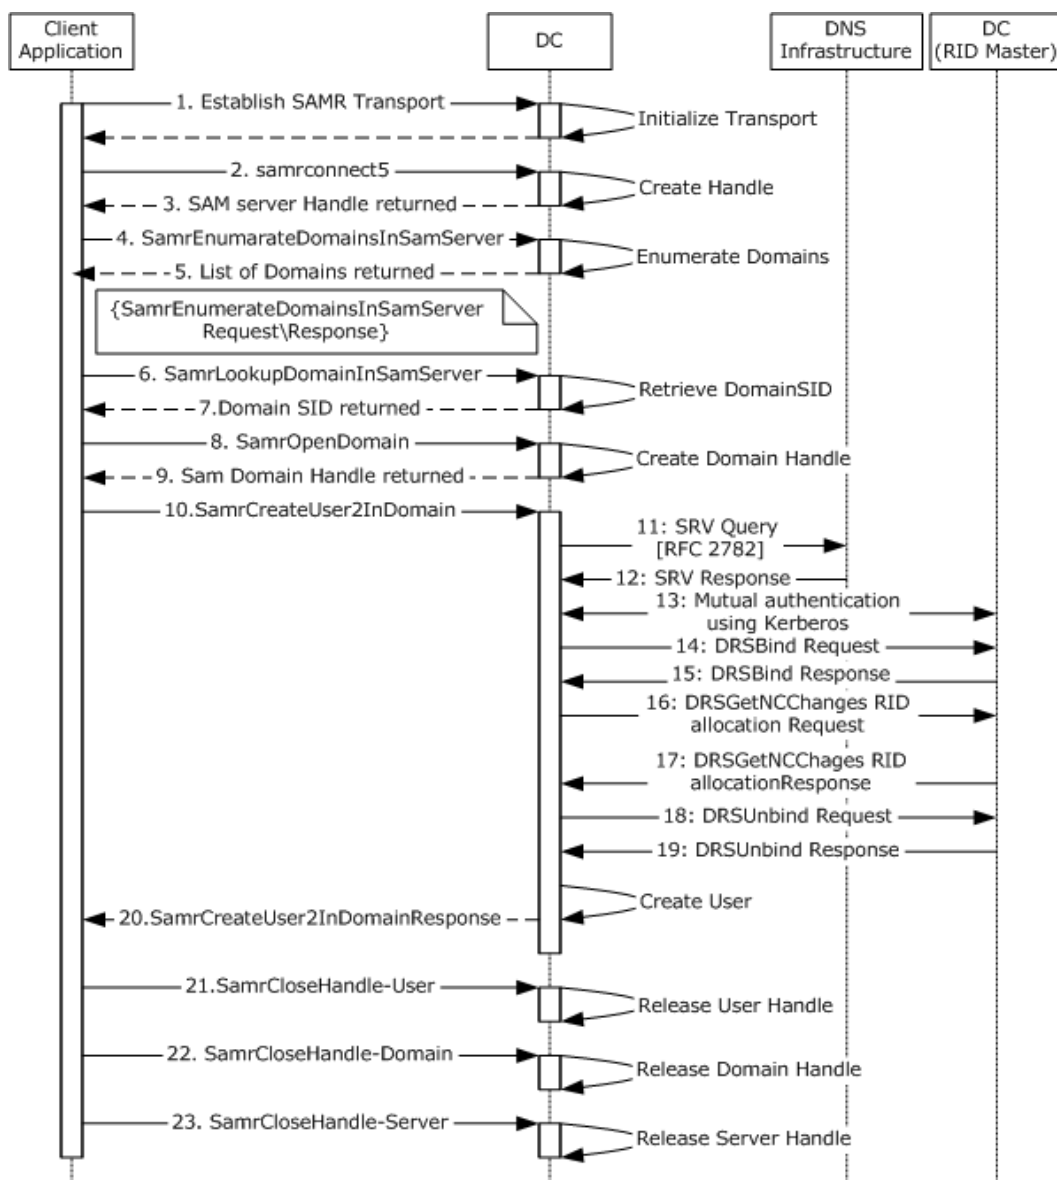 Client
Application
DC
DNS
Infrastructure
DC
(RID Master)
1. Establish SAMR Transport
Initialize Transport
2. samrconnect5
Create Handle
3. SAM server Handle returned
4. SamrEnumarateDomainsInSamServer
Enumerate Domains
5. List of Domains returned
{SamrEnumerateDomainsInSamServer
Request\Response}
6. SamrLookupDomainInSamServer
Retrieve DomainSID
7.Domain SID returned
8. SamrOpenDomain
Create Domain Handle
9. Sam Domain Handle returned
10.SamrCreateUser2InDomain
11: SRV Query
[RFC 2782]
12: SRV Response
13: Mutual authentication
using Kerberos
14: DRSBind Request
15: DRSBind Response
16: DRSGetNCChanges RID
allocation Request
17: DRSGetNCChages RID
allocationResponse
18: DRSUnbind Request
19: DRSUnbind Response
Create User
20.SamrCreateUser2InDomainResponse
21.SamrCloseHandle-User
Release User Handle
22. SamrCloseHandle-Domain
Release Domain Handle
23. SamrCloseHandle-Server
Release Server Handle